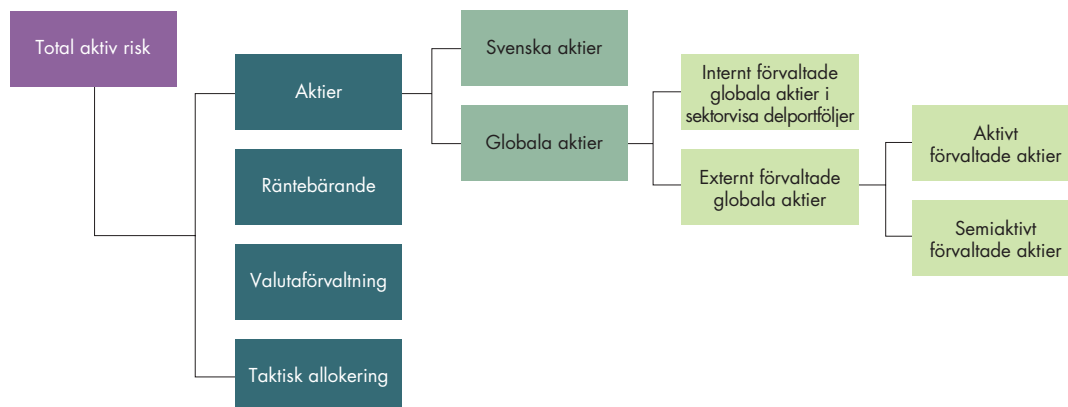 Total aktiv risk
Aktier
Räntebärande
Valutaförvaltning
Taktisk allokering
Svenska aktier
Globala aktier
Internt förvaltade
globala aktier i
sektorvisa delportföljer
Externt förvaltade
globala aktier
Aktivt
förvaltade aktier
Semiaktivt
förvaltade aktier